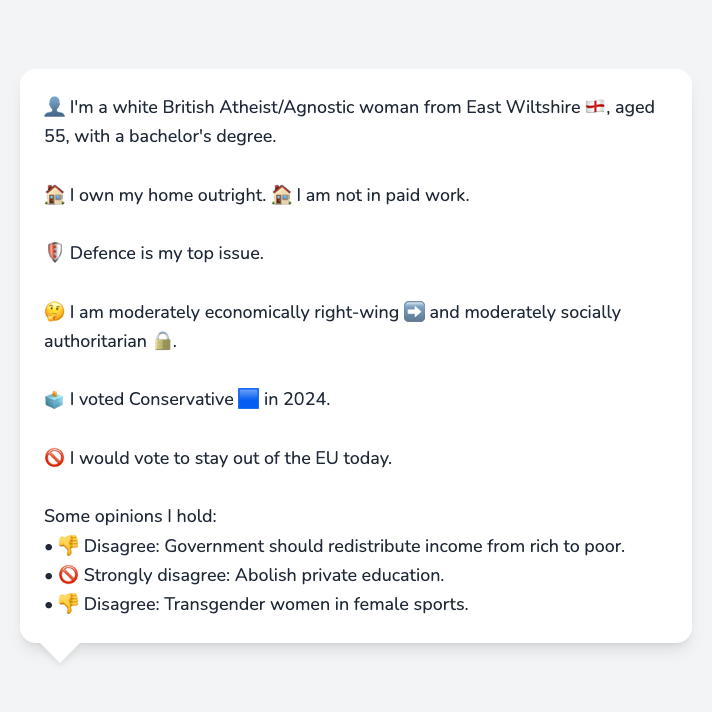 👤 I'm a white British Atheist/Agnostic woman from East Wiltshire 🏴󠁧󠁢󠁥󠁮󠁧󠁿, aged
55, with a bachelor's degree.
🏠 I own my home outright. 🏠 I am not in paid work.
🛡️ Defence is my top issue.
🤔 I am moderately economically right-wing ➡️ and moderately socially
authoritarian 🔒.
🗳️ I voted Conservative 🟦 in 2024.
🚫 I would vote to stay out of the EU today.
Some opinions I hold:
• 👎 Disagree: Government should redistribute income from rich to poor.
• 🚫 Strongly disagree: Abolish private education.
• 👎 Disagree: Transgender women in female sports.